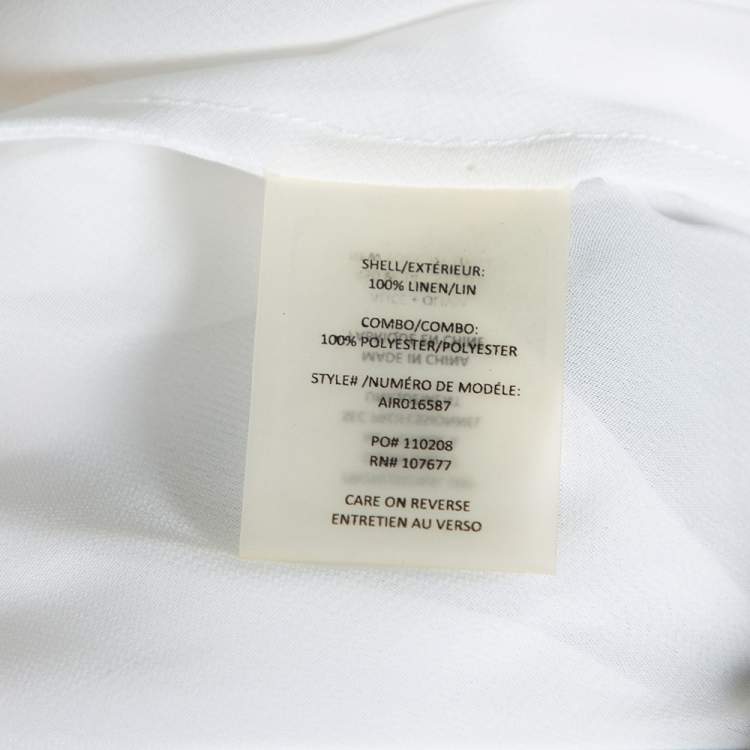 SHELL/EXTÉRIEUR:
100% LINEN/LIN
COMBO/COMBO:
100% POLYESTER/POLYESTER
STYLE# /NUMÉRO DE MODÉLE:
AIR016587
PO# 110208
RN# 107677
CARE ON REVERSE
ENTRETIEN AU VERSO